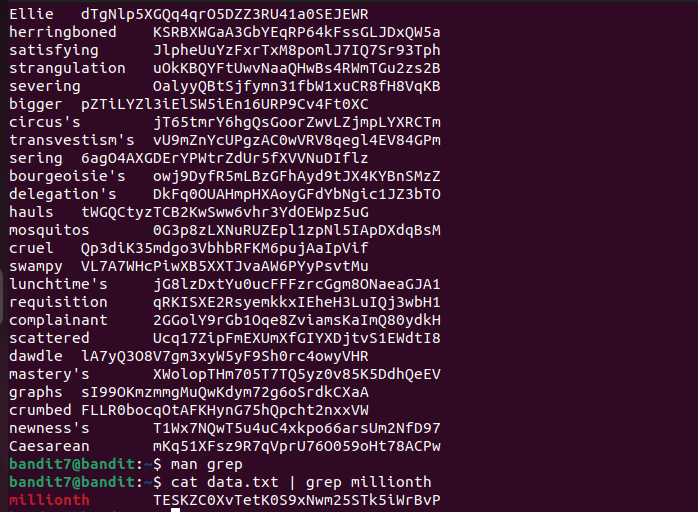 Ellie	dTgNlp5XGQq4qrO5DZZ3RU41a0SEJEWR
herringboned	KSRBXWGaA3GbYEqRP64kFssGLJDxQW5a
satisfying	JlpheUuYzFxrTxM8pomlJ7IQ7Sr93Tph
strangulation	uOkKBQYFtUwvNaaQHwBs4RWmTGu2zs2B
severing	OalyyQBtSjfymn31fbW1xuCR8fH8VqKB
bigger	pZTiLYZl3iElSW5iEn16URP9Cv4Ft0XC
circus's	jT65tmrY6hgQsGoorZwvLZjmpLYXRCTm
transvestism's	vU9mZnYcUPgzAC0wVRV8qegl4EV84GPm
sering	6agO4AXGDErYPWtrZdUr5fXVVNuDIflz
bourgeoisie's	owj9DyfR5mLBzGFhAyd9tJX4KYBnSMzZ
delegation's	DkFq0OUAHmpHXAoyGFdYbNgic1JZ3bTO
hauls	tWGQCtyzTCB2KwSww6vhr3YdOEWpz5uG
mosquitos	0G3p8zLXNuRUZEpl1zpNl5IApDXdqBsM
cruel	Qp3diK35mdgo3VbhbRFKM6pujAaIpVif
swampy	VL7A7WHcPiwXB5XXTJvaAW6PYyPsvtMu
lunchtime's	jG8lzDxtYu0ucFFFzrcGgm8ONaeaGJA1
requisition	qRKISXE2RsyemkkxIEheH3LuIQj3wbH1
complainant	2GGolY9rGb1Oqe8ZviamsKaImQ80ydkH
scattered	Ucq17ZipFmEXUmXfGIYXDjtvS1EWdtI8
dawdle	lA7yQ3O8V7gm3xyW5yF9Sh0rc4owyVHR
mastery's	XWolopTHm705T7TQ5yz0v85K5DdhQeEV
graphs	sI99OKmzmmgMuQwKdym72g6oSrdkCXaA
crumbed	FLLR0bocqOtAFKHynG75hQpcht2nxxVW
newness's	T1Wx7NQwT5u4uC4xkpo66arsUm2NfD97
Caesarean	mKq51XFsz9R7qVprU76O059oHt78ACPw
bandit7@bandit:~$ man grep
bandit7@bandit:~$ cat data.txt | grep millionth
millionth	TESKZC0XvTetK0S9xNwm25STk5iWrBvP